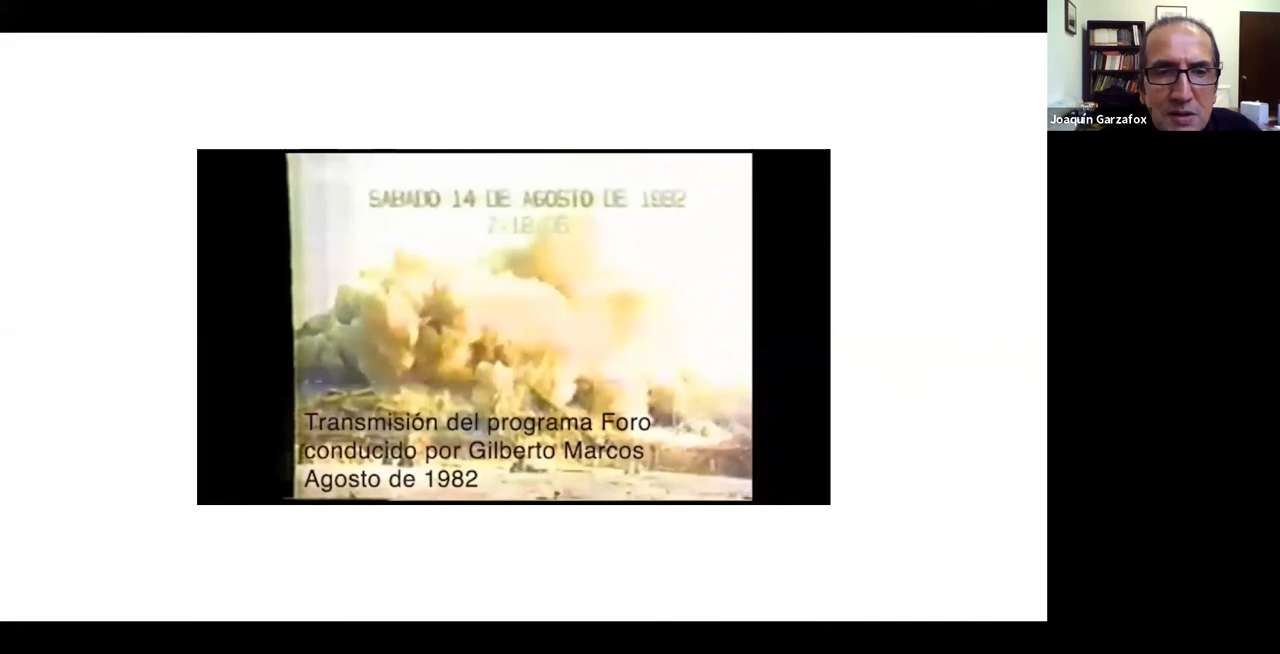 SABADO 14 DE AGOSTO DE 1982
Transmisión del programa Foro
conducido por Gilberto Marcos
Agosto de 1982
Joaquín Garzafox